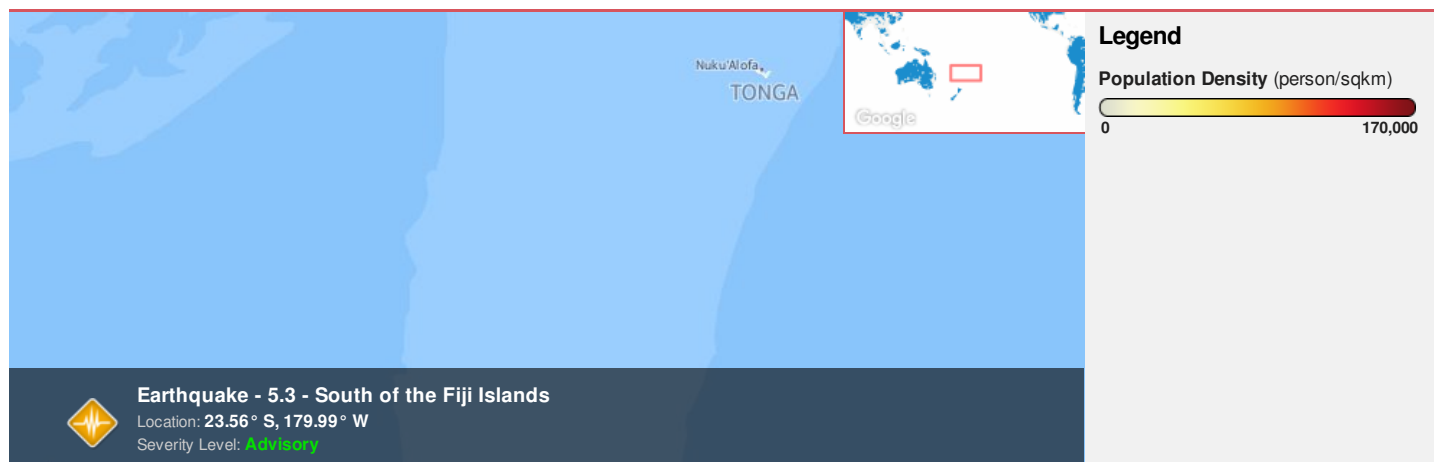 Nuku'Alofa
TONGA
Google
Legend
Population Density (person/sqkm)
0 170,000
Earthquake - 5.3 - South of the Fiji Islands
Location: 23.56° S, 179.99° W
Severity Level: Advisory